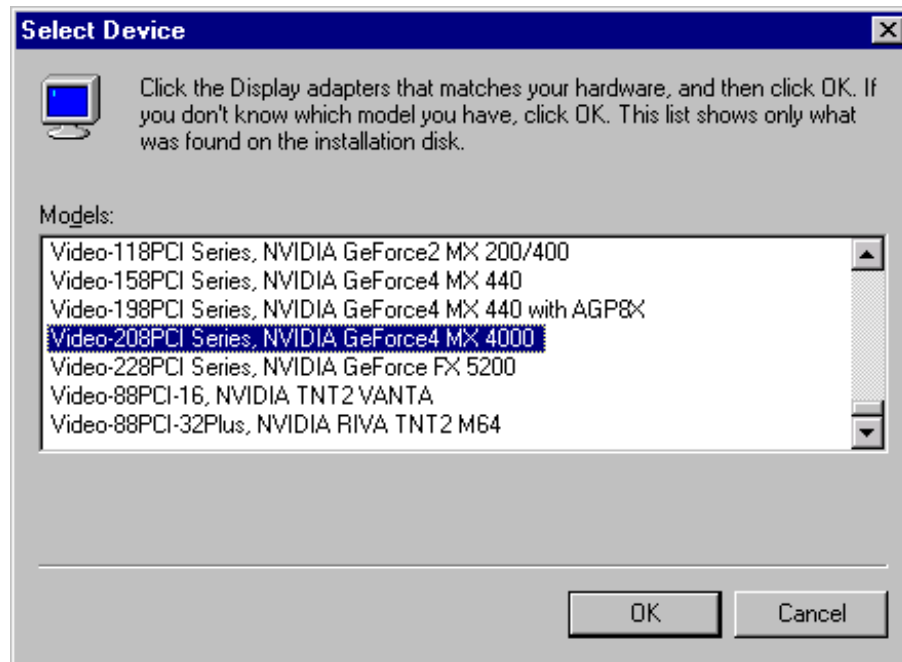 Select Device
Click the Display adapters that matches your hardware, and then click OK. If
you don't know which model you have, click OK. This list shows only what
was found on the installation disk.
Models:
Video-118PCI Series, NVIDIA GeForce2 MX 200/400
Video-158PCI Series, NVIDIA GeForce4 MX 440
Video-198PCI Series, NVIDIA GeForce4 MX 440 with AGP8X
Video-208PCI Series, NVIDIA GeForce4 MX 4000
Video-228PCI Series, NVIDIA GeForce FX 5200
Video-88PCI-16, NVIDIA TNT2 VANTA
Video-88PCI-32Plus, NVIDIA RIVA TNT2 M64
OK Cancel